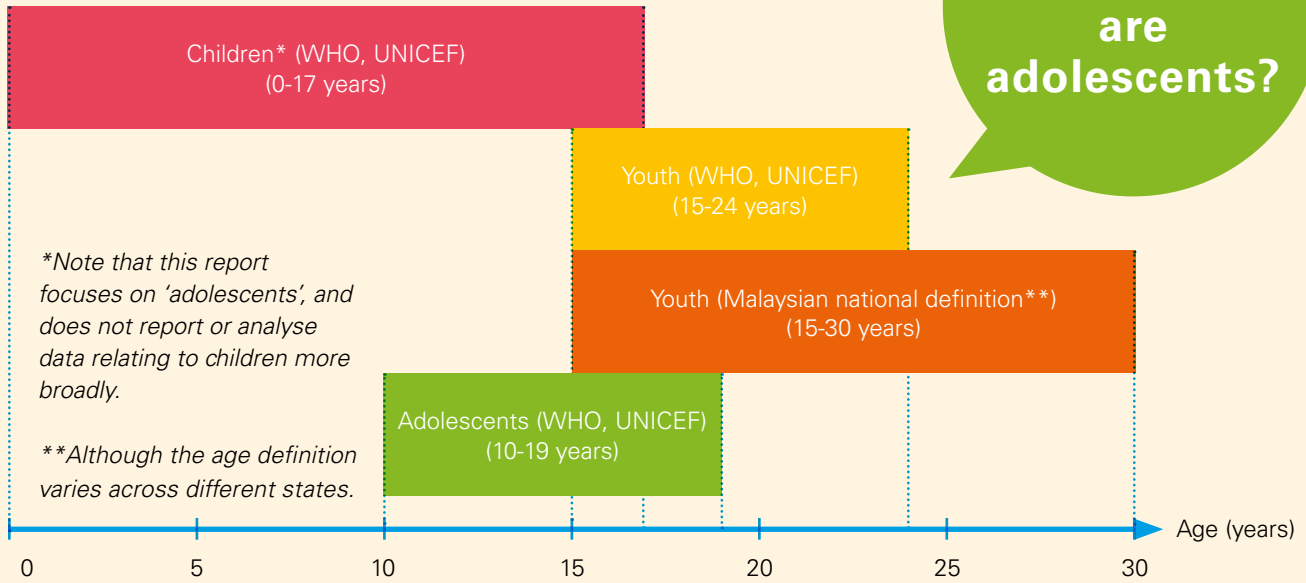 are
adolescents?
Children* (WHO, UNICEF)
(0-17 years)
Youth (WHO, UNICEF)
(15-24 years)
Youth (Malaysian national definition**)
(15-30 years)
Adolescents (WHO, UNICEF)
(10-19 years)
*Note that this report
focuses on ‘adolescents’, and
does not report or analyse
data relating to children more
broadly.
**Although the age definition
varies across different states.
Age (years)
0 5 10 15 20 25 30